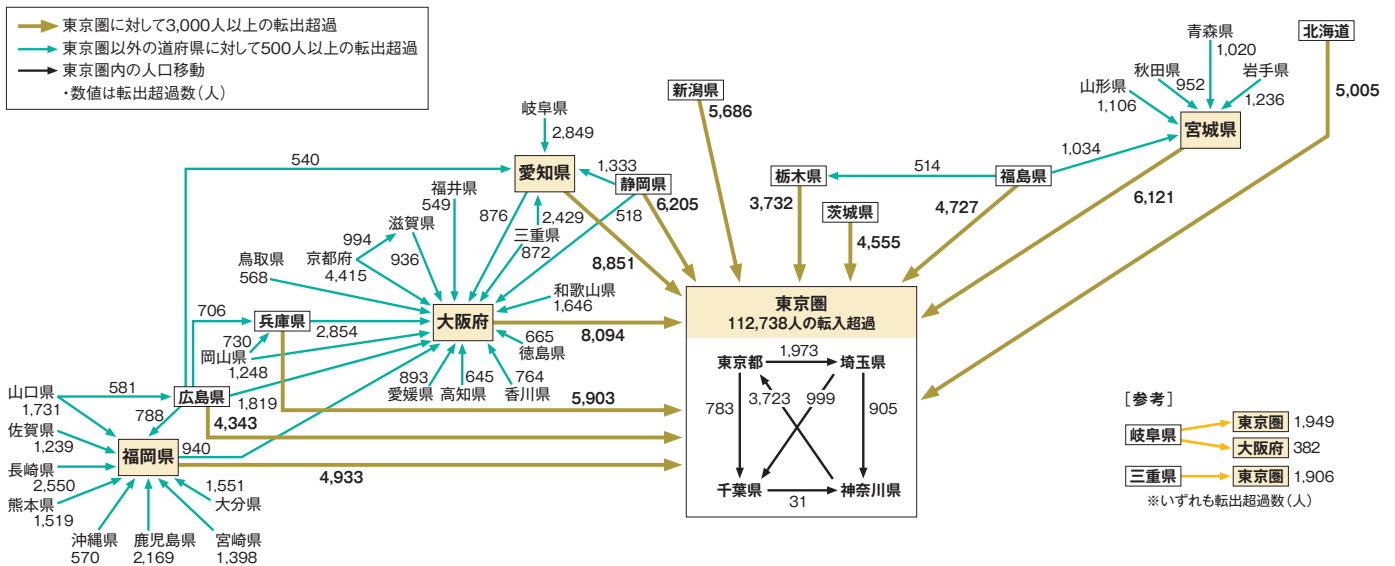 東京圏に対して3,000人以上の転出超過
東京圏以外の道府県に対して500人以上の転出超過
東京圏内の人口移動
・数値は転出超過数（人）
青森県
1,020
北海道
5,005
秋田県
952
岩手県
1,236
山形県
1,106
宮城県
6,121
新潟県
5,686
岐阜県
2,849
540
愛知県
1,333
静岡県
6,205
518
栃木県
3,732
514
福島県
1,034
4,727
茨城県
4,555
福井県
549
876
2,429
三重県
872
8,851
994
滋賀県
936
京都府
4,415
鳥取県
568
和歌山県
1,646
706
兵庫県
2,854
大阪府
8,094
730
岡山県
1,248
665
徳島県
893
愛媛県
645
高知県
764
香川県
5,903
山口県
1,731
581
広島県
1,819
788
4,343
佐賀県
1,239
福岡県
940
4,933
長崎県
2,550
熊本県
1,519
1,551
大分県
沖縄県
570
鹿児島県
2,169
宮崎県
1,398
東京圏
112,738人の転入超過
東京都
1,973
埼玉県
783
3,723
999
905
千葉県
31
神奈川県
［参考］
岐阜県
東京圏 1,949
大阪府 382
三重県
東京圏 1,906
※いずれも転出超過数（人）